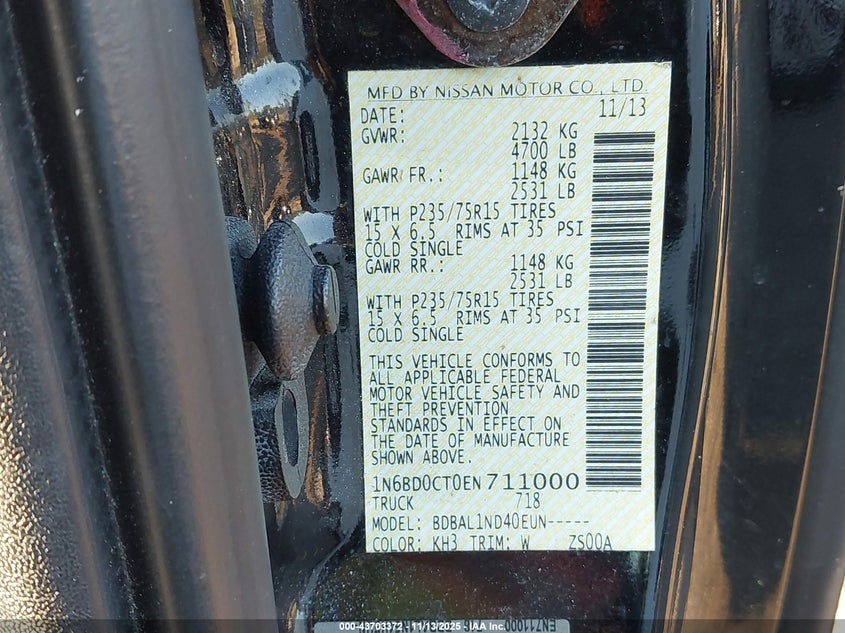 MFD BY NISSAN MOTOR CO., LTD.
DATE: 11/13
GVWR: 2132 KG
4700 LB
GAWR FR.: 1148 KG
2531 LB
WITH P235/75R15 TIRES
15 X 6.5 RIMS AT 35 PSI
COLD SINGLE
GAWR RR.: 1148 KG
2531 LB
WITH P235/75R15 TIRES
15 X 6.5 RIMS AT 35 PSI
COLD SINGLE
THIS VEHICLE CONFORMS TO
ALL APPLICABLE FEDERAL
MOTOR VEHICLE SAFETY AND
THEFT PREVENTION
STANDARDS IN EFFECT ON
THE DATE OF MANUFACTURE
SHOWN ABOVE.
1N6BD0CT0EN711000
TRUCK 718
MODEL: BDBAL1ND40EUN-----
COLOR: KH3 TRIM: W ZS00A
EN711000
000-43703372 - 11/13/2025 - IAA Inc.